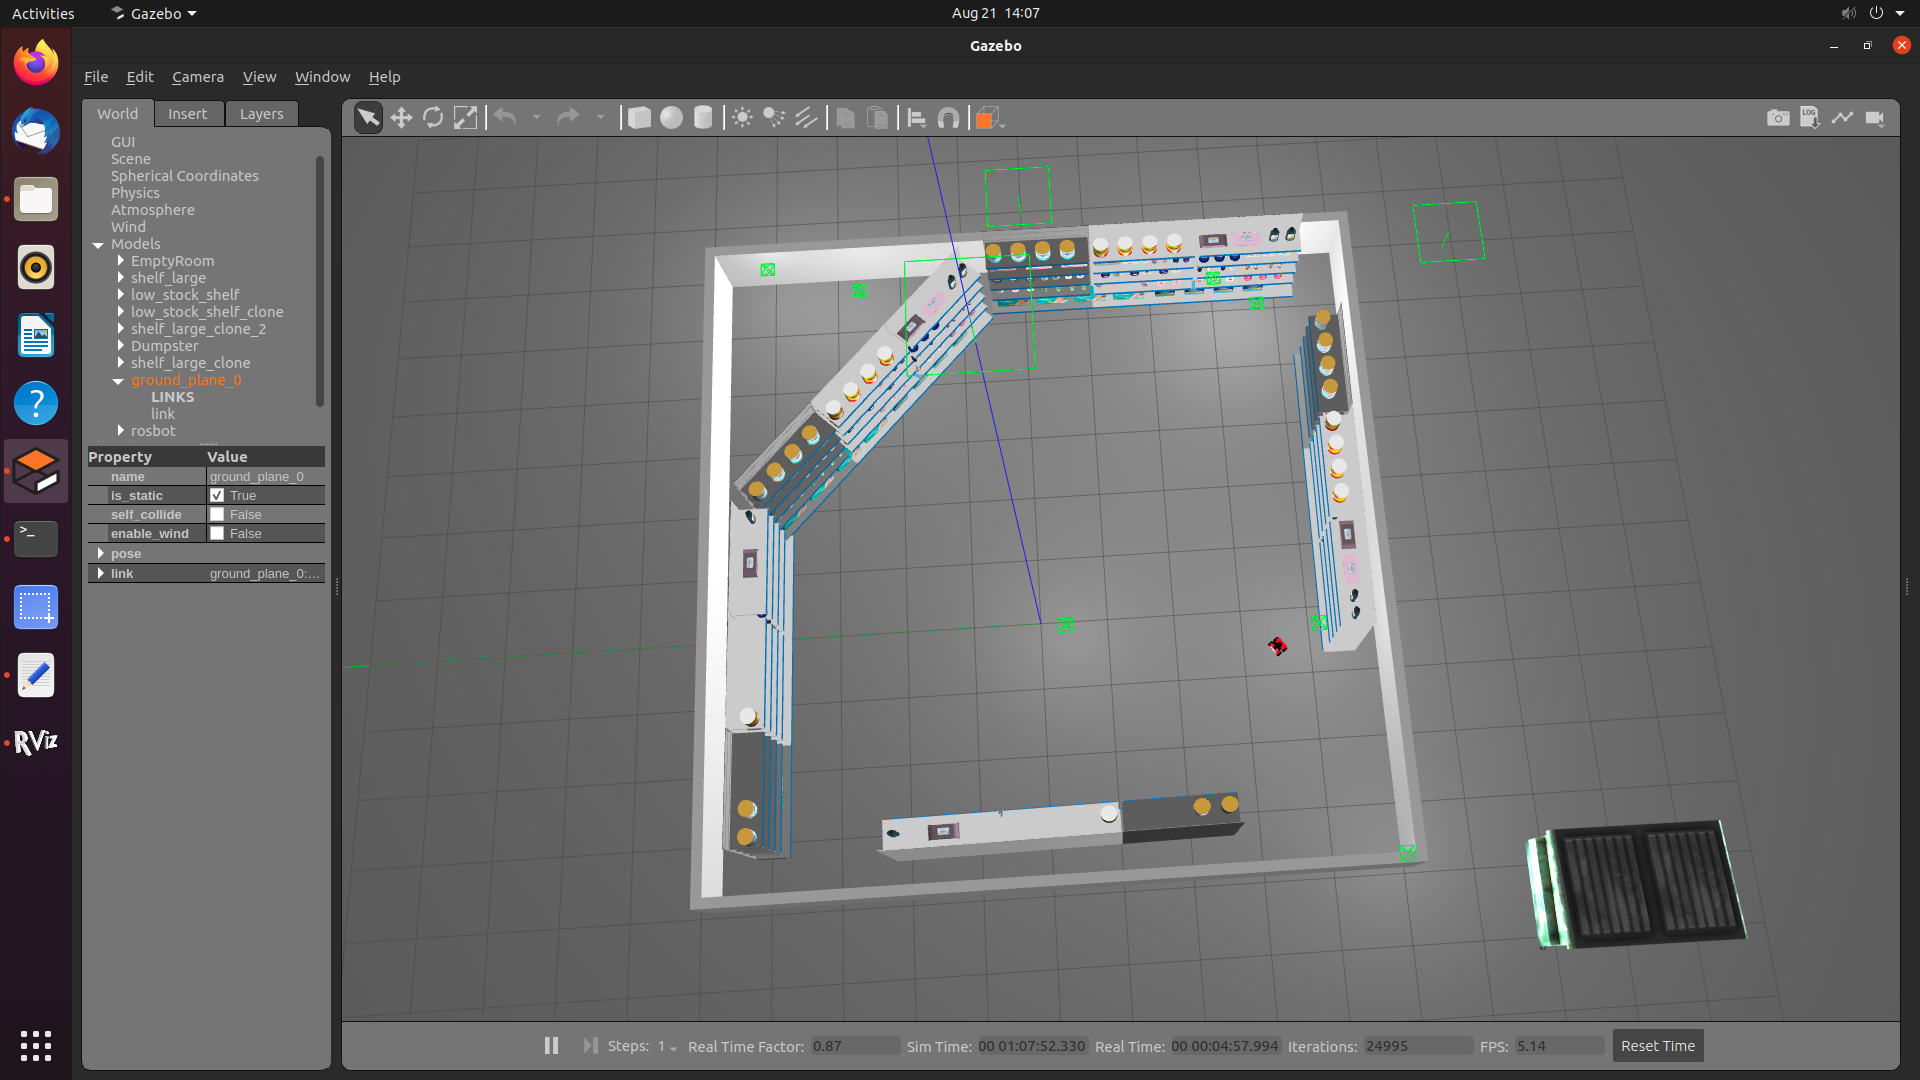 Activities Gazebo Aug 21 14:07
Gazebo
File Edit Camera View Window Help
World Insert Layers
LOG
GUI
Scene
Spherical Coordinates
Physics
Atmosphere
Wind
Models
EmptyRoom
shelf_large
low_stock_shelf
low_stock_shelf_clone
shelf_large_clone_2
Dumpster
shelf_large_clone
ground_plane_0
LINKS
link
rosbot
Property Value
name ground_plane_0
is_static True
self_collide False
enable_wind False
pose
link ground_plane_0:...
>_
?
RViz
Steps: 1 Real Time Factor: 0.87 Sim Time: 00 01:07:52.330 Real Time: 00 00:04:57.994 Iterations: 24995 FPS: 5.14 Reset Time